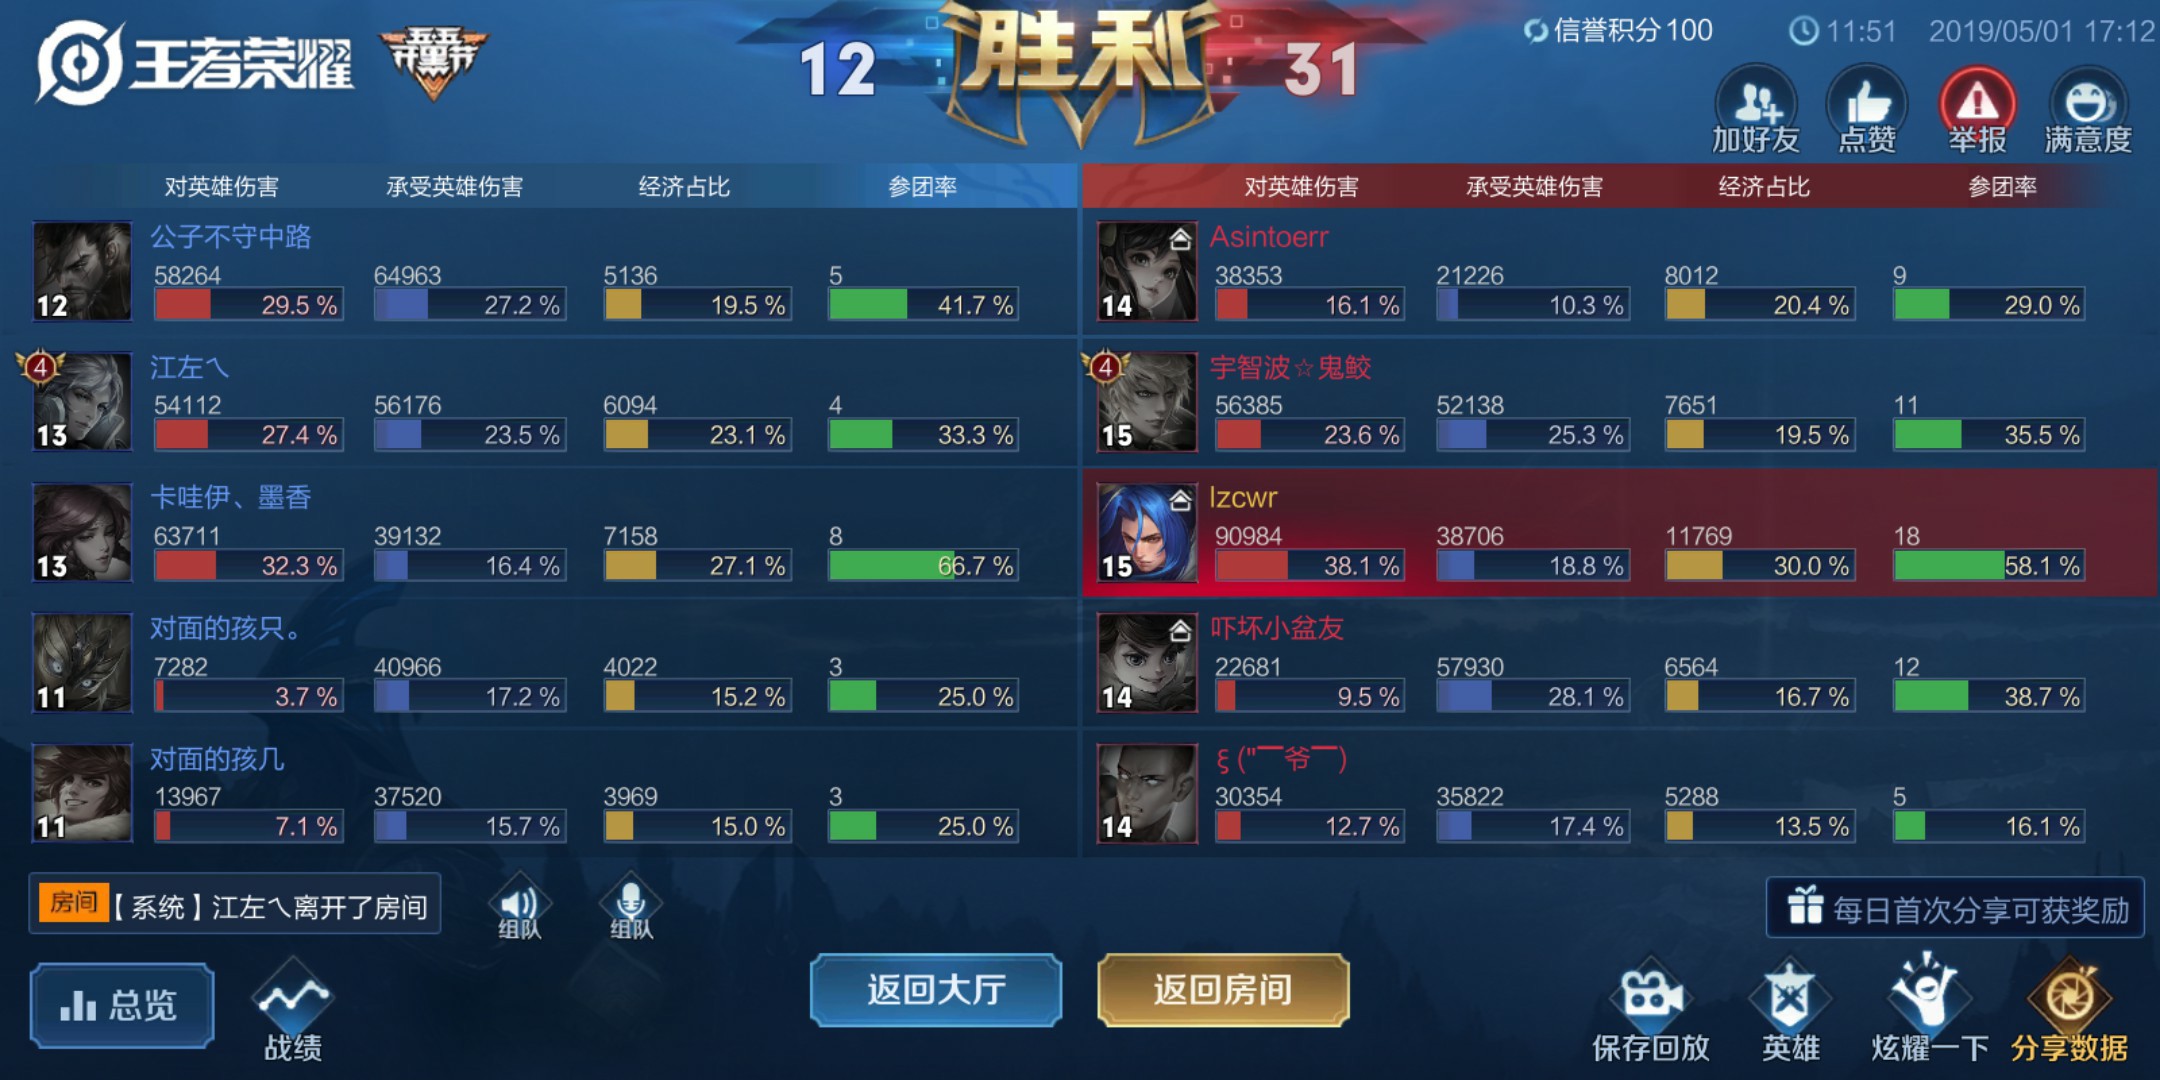 王者荣耀
五五
开黑节
12
胜利
31
信誉积分100
11:51
2019/05/01 17:12
加好友
点赞
举报
满意度
对英雄伤害 承受英雄伤害 经济占比 参团率
对英雄伤害 承受英雄伤害 经济占比 参团率
公子不守中路
12
58264 64963 5136 5
29.5 % 27.2 % 19.5 % 41.7 %
Asintoerr
14
38353 21226 8012 9
16.1 % 10.3 % 20.4 % 29.0 %
4
江左ヘ
13
54112 56176 6094 4
27.4 % 23.5 % 23.1 % 33.3 %
4
宇智波☆鬼鲛
15
56385 52138 7651 11
23.6 % 25.3 % 19.5 % 35.5 %
卡哇伊、墨香
13
63711 39132 7158 8
32.3 % 16.4 % 27.1 % 66.7 %
lzcwr
15
90984 38706 11769 18
38.1 % 18.8 % 30.0 % 58.1 %
对面的孩只。
11
7282 40966 4022 3
3.7 % 17.2 % 15.2 % 25.0 %
吓坏小盆友
14
22681 57930 6564 12
9.5 % 28.1 % 16.7 % 38.7 %
对面的孩几
11
13967 37520 3969 3
7.1 % 15.7 % 15.0 % 25.0 %
ξ("￣爷￣)
14
30354 35822 5288 5
12.7 % 17.4 % 13.5 % 16.1 %
房间【系统】江左ヘ离开了房间
组队
组队
每日首次分享可获奖励
总览
战绩
返回大厅
返回房间
保存回放
英雄
炫耀一下
分享数据